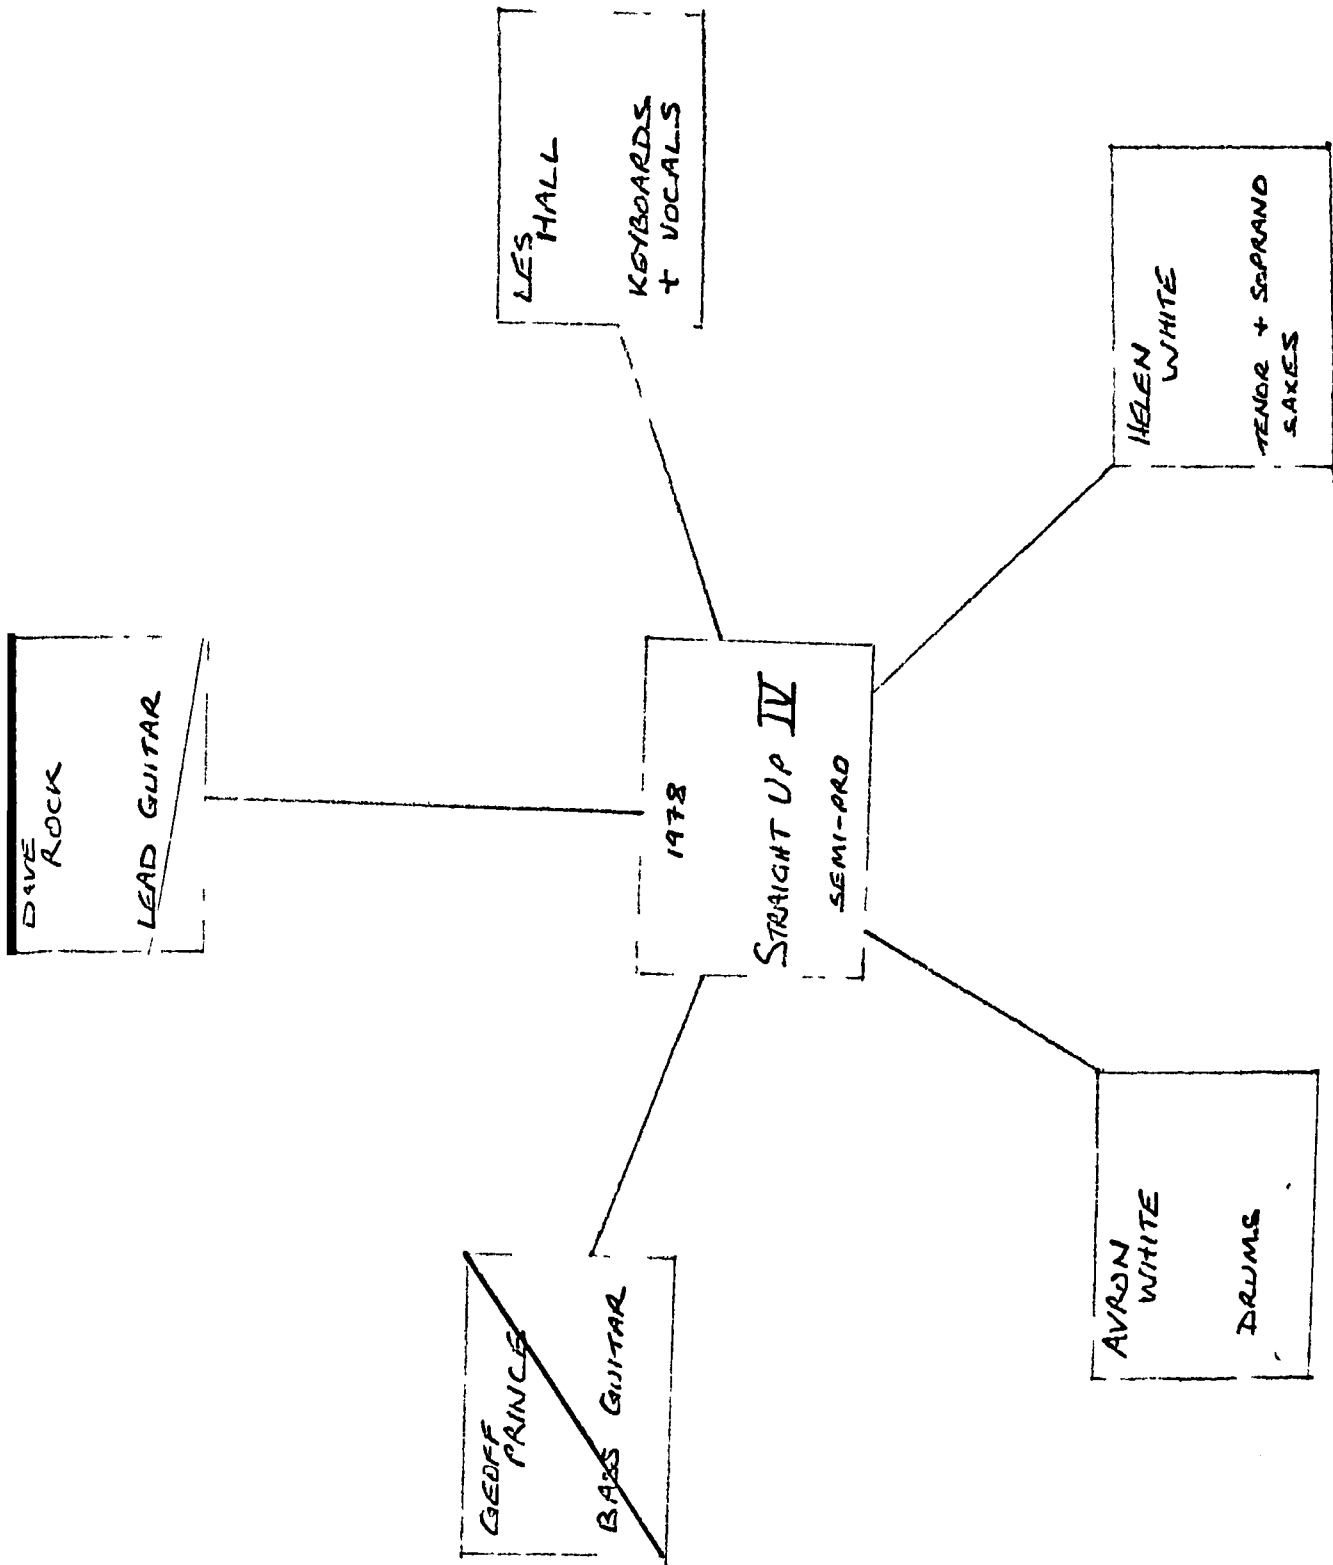 DAVE
ROCK
LEAD GUITAR
GEOFF
PRINCE
BASS GUITAR
LES
HALL
KEYBOARDS
+ VOCALS
1978
STRAIGHT UP IV
SEMI-PRO
AVRON
WHITE
DRUMS
HELEN
WHITE
TENOR + SOPRANO
SAXES